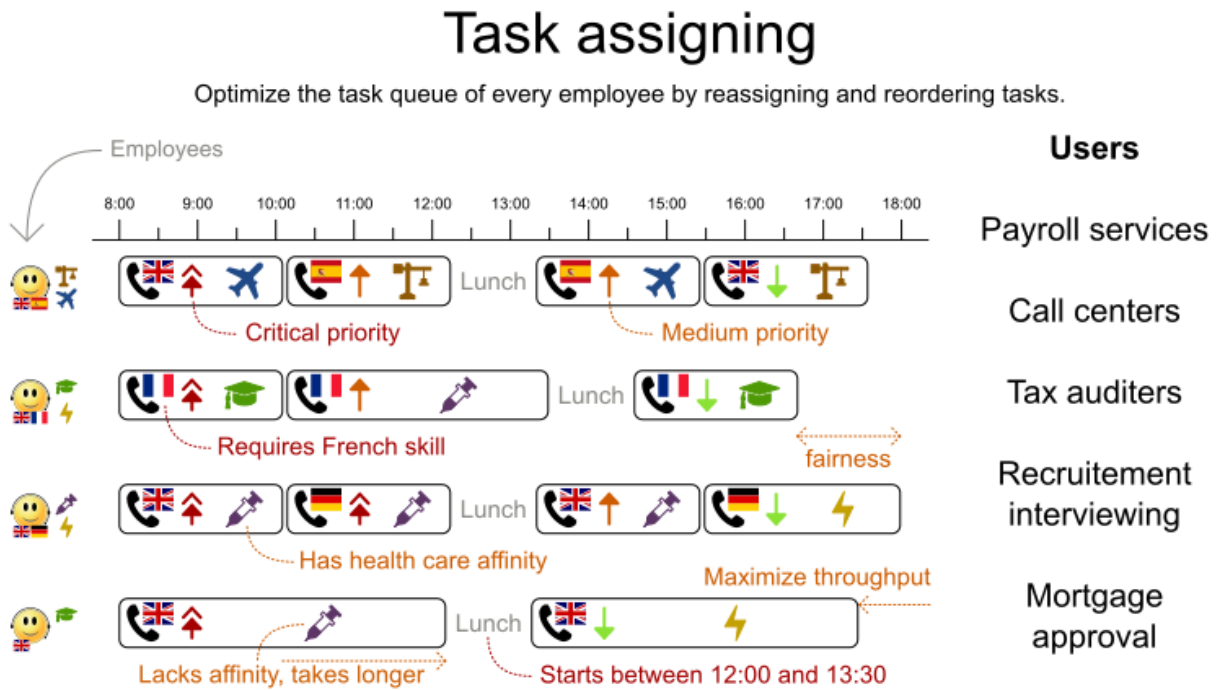 Task assigning
Optimize the task queue of every employee by reassigning and reordering tasks.
Employees
Users
8:00 9:00 10:00 11:00 12:00 13:00 14:00 15:00 16:00 17:00 18:00
Payroll services
Lunch
Critical priority
Medium priority
Call centers
Lunch
Tax auditers
Requires French skill
fairness
Recruitement
interviewing
Lunch
Has health care affinity
Maximize throughput
Mortgage
approval
Lunch
Lacks affinity, takes longer
Starts between 12:00 and 13:30